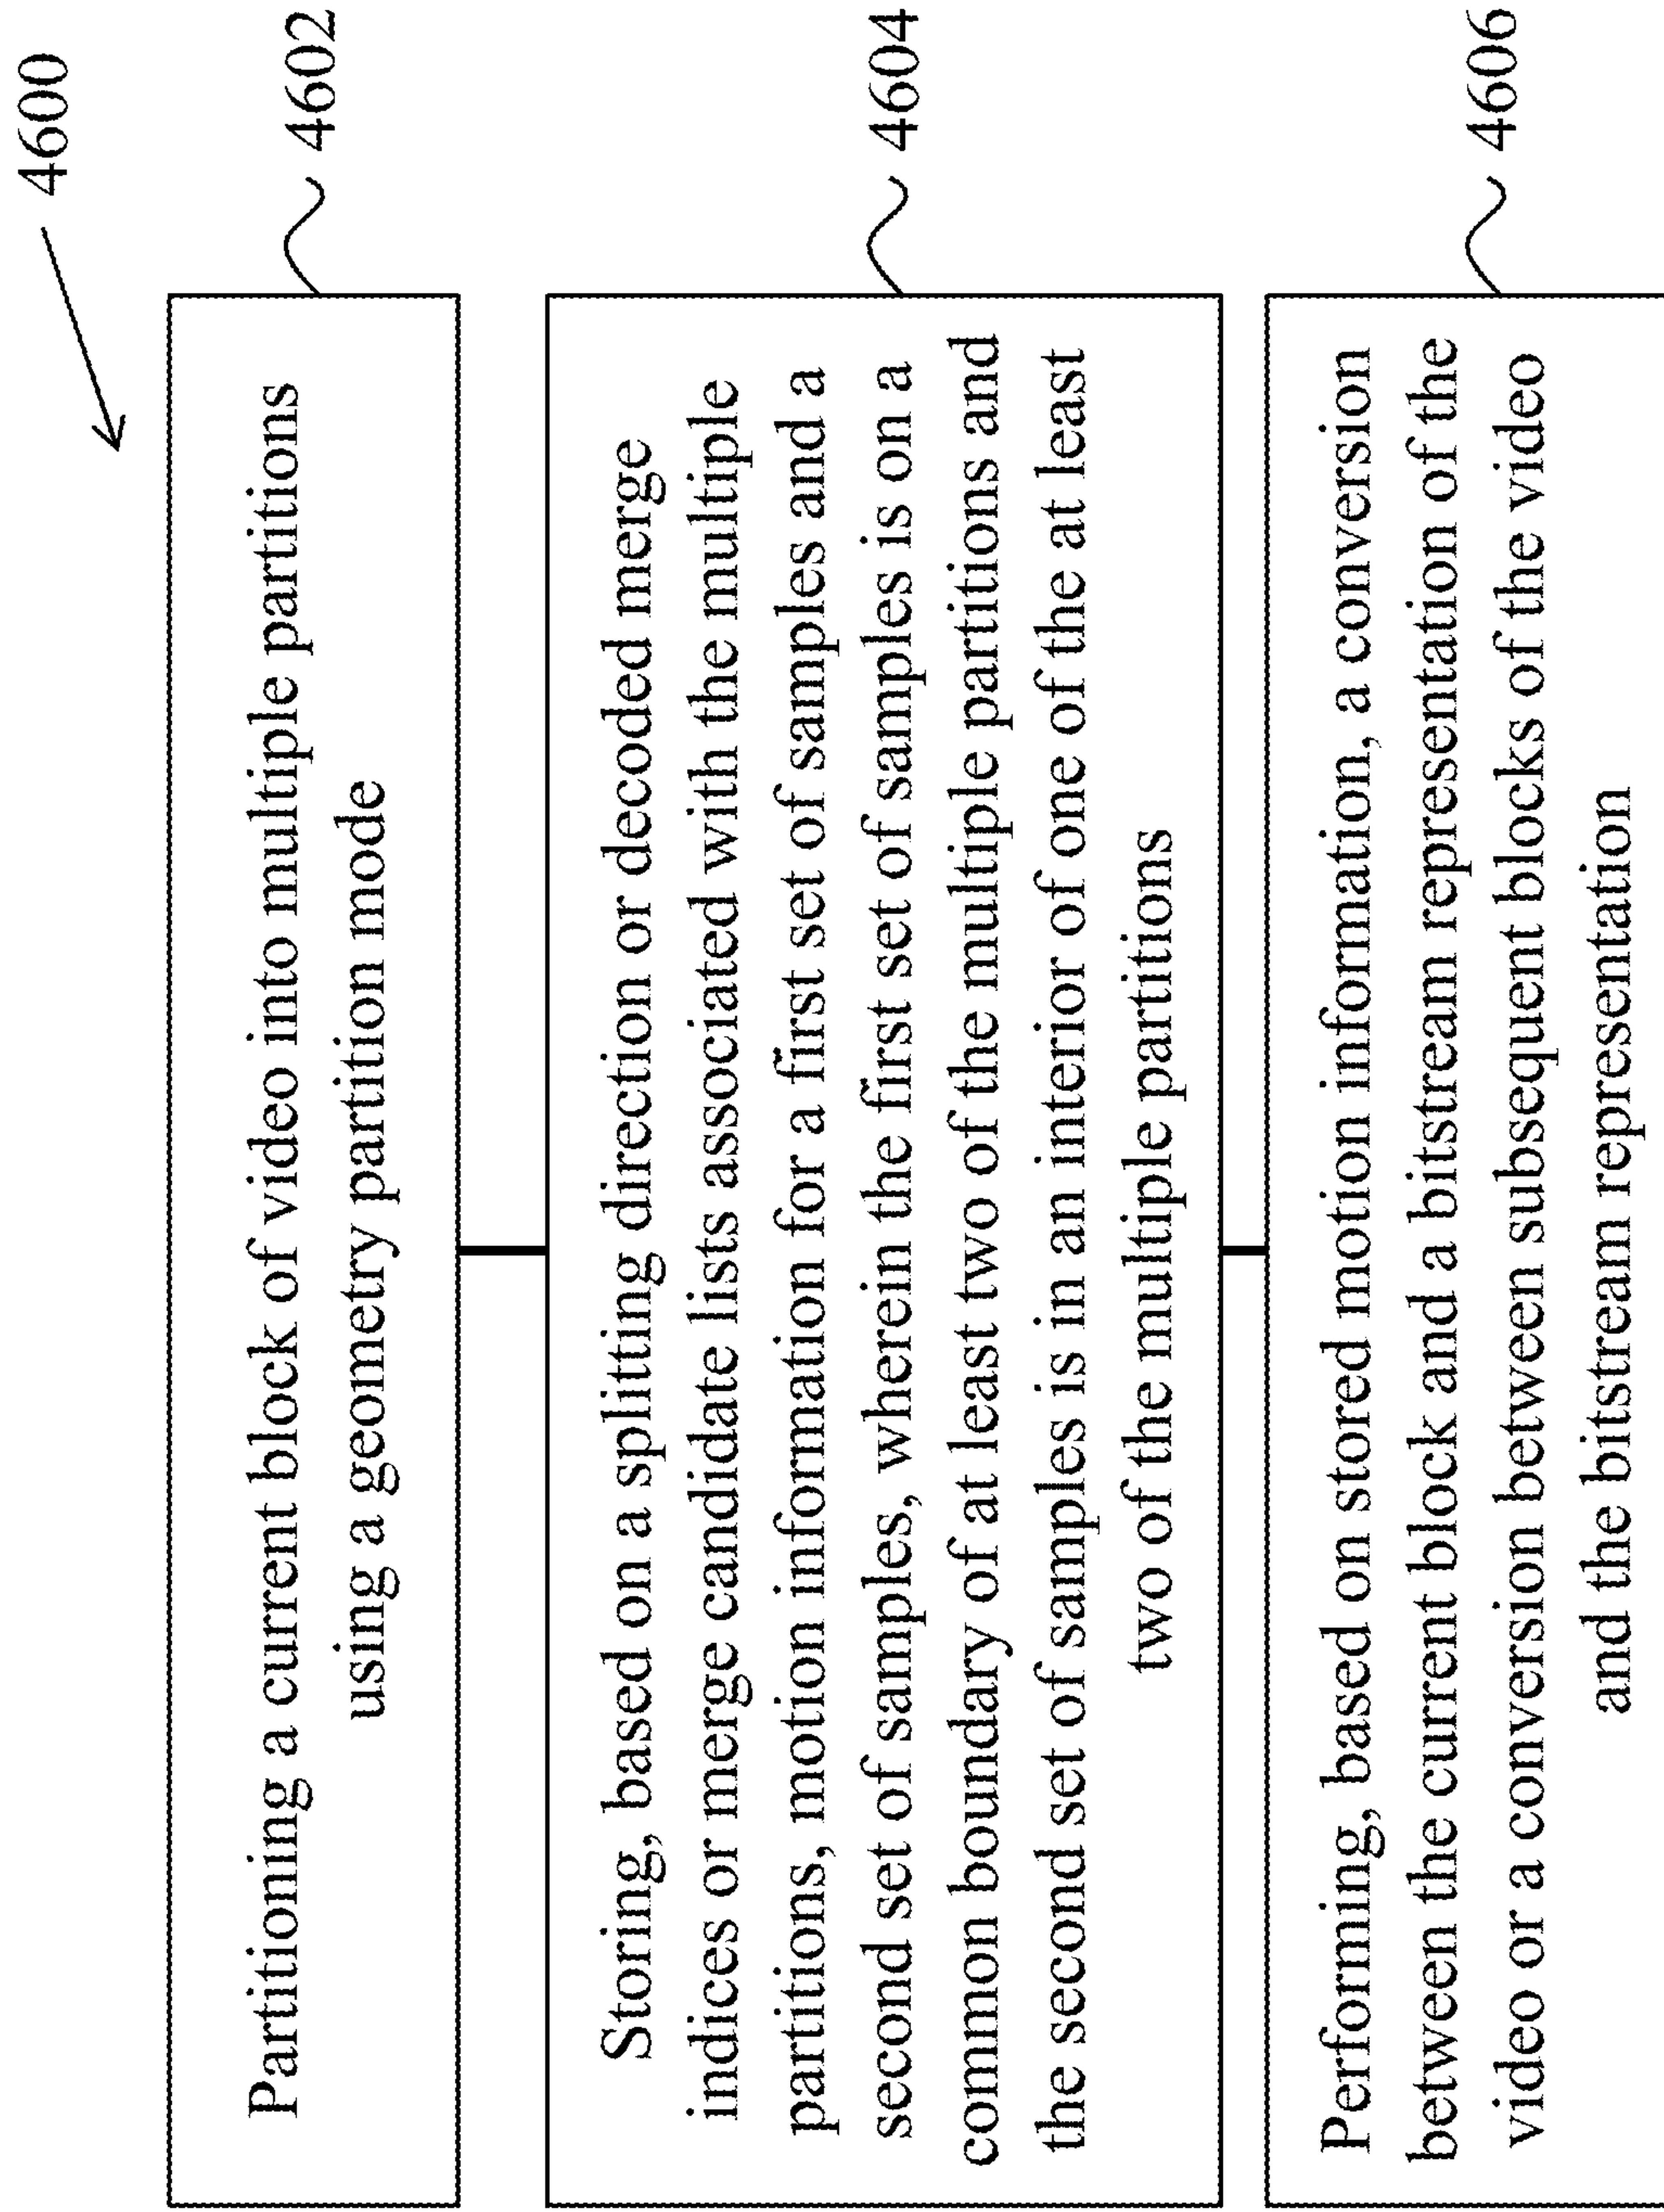 4600
Partitioning a current block of video into multiple partitions
using a geometry partition mode
4602
Storing, based on a splitting direction or decoded merge
indices or merge candidate lists associated with the multiple
partitions, motion information for a first set of samples and a
second set of samples, wherein the first set of samples is on a
common boundary of at least two of the multiple partitions and
the second set of samples is in an interior of one of the at least
two of the multiple partitions
4604
Performing, based on stored motion information, a conversion
between the current block and a bitstream representation of the
video or a conversion between subsequent blocks of the video
and the bitstream representation
4606